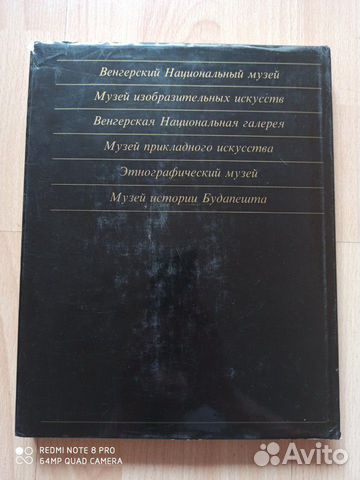 Венгерский Национальный музей
Музей изобразительных искусств
Венгерская Национальная галерея
Музей прикладного искусства
Этнографический музей
Музей истории Будапешта
REDMI NOTE 8 PRO
64MP QUAD CAMERA
Avito